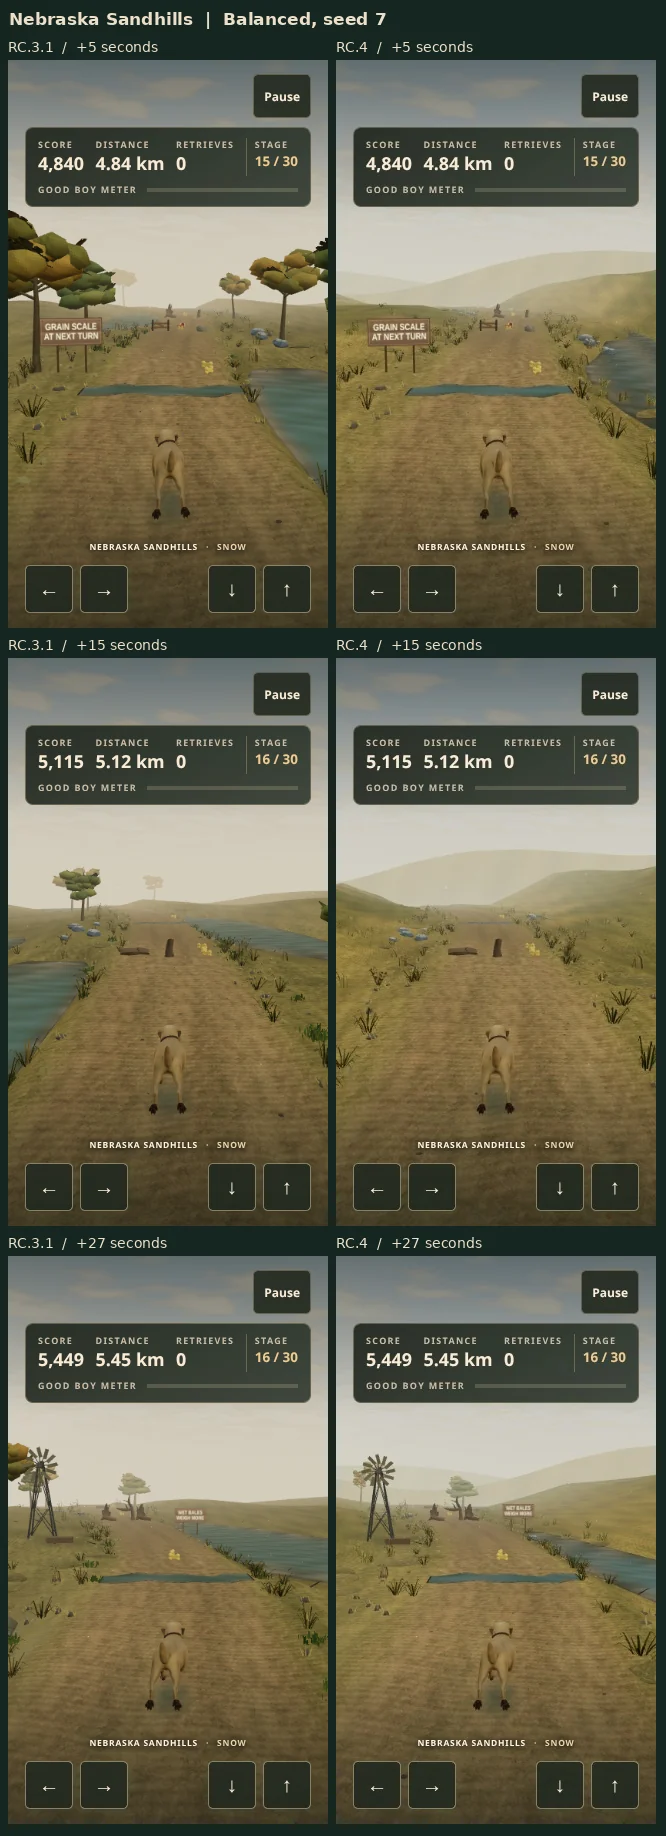 Nebraska Sandhills | Balanced, seed 7
RC.3.1 / +5 seconds
Pause
SCORE DISTANCE RETRIEVES STAGE
4,840 4.84 km 0 15 / 30
GOOD BOY METER
GRAIN SCALE
AT NEXT TURN
NEBRASKA SANDHILLS · SNOW
← → ↓ ↑
RC.4 / +5 seconds
Pause
SCORE DISTANCE RETRIEVES STAGE
4,840 4.84 km 0 15 / 30
GOOD BOY METER
GRAIN SCALE
AT NEXT TURN
NEBRASKA SANDHILLS · SNOW
← → ↓ ↑
RC.3.1 / +15 seconds
Pause
SCORE DISTANCE RETRIEVES STAGE
5,115 5.12 km 0 16 / 30
GOOD BOY METER
NEBRASKA SANDHILLS · SNOW
← → ↓ ↑
RC.4 / +15 seconds
Pause
SCORE DISTANCE RETRIEVES STAGE
5,115 5.12 km 0 16 / 30
GOOD BOY METER
NEBRASKA SANDHILLS · SNOW
← → ↓ ↑
RC.3.1 / +27 seconds
Pause
SCORE DISTANCE RETRIEVES STAGE
5,449 5.45 km 0 16 / 30
GOOD BOY METER
WET BALES
WEIGH MORE
NEBRASKA SANDHILLS · SNOW
← → ↓ ↑
RC.4 / +27 seconds
Pause
SCORE DISTANCE RETRIEVES STAGE
5,449 5.45 km 0 16 / 30
GOOD BOY METER
WET BALES
WEIGH MORE
NEBRASKA SANDHILLS · SNOW
← → ↓ ↑